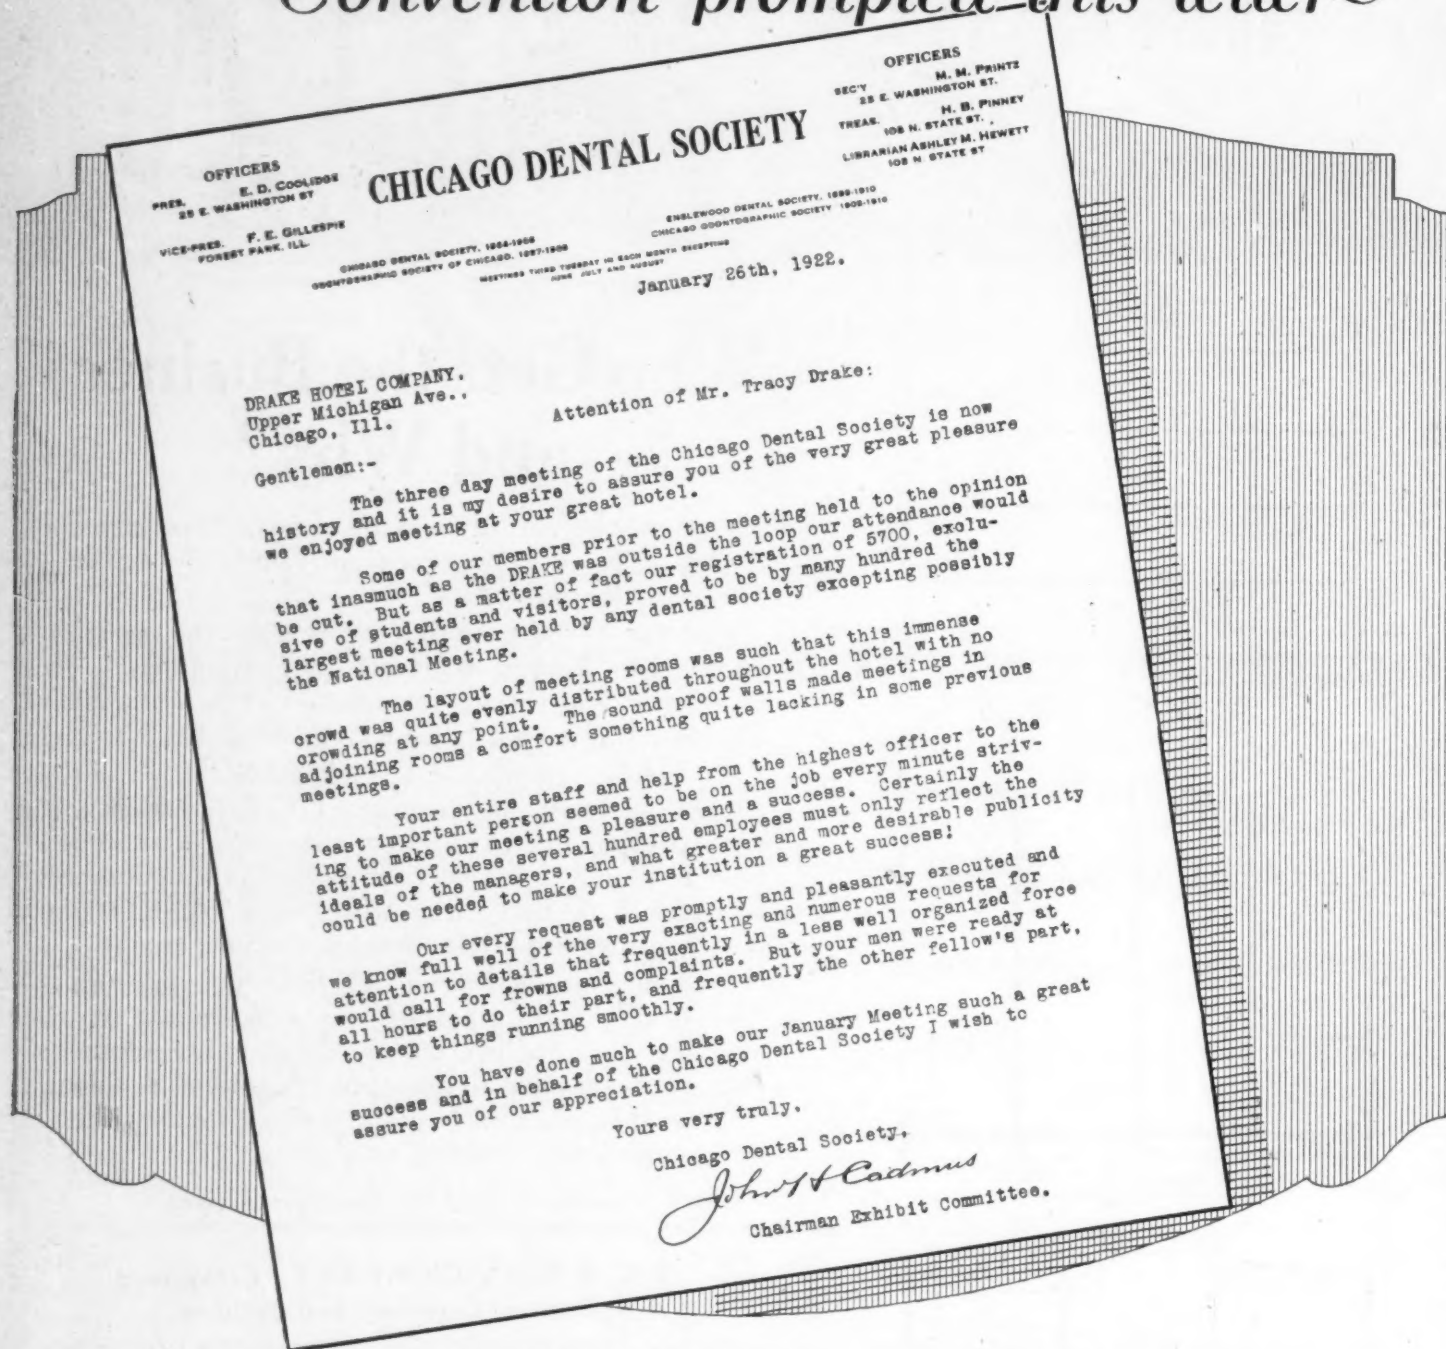 Convention prompted this letter
OFFICERS
PRES. E. D. COOLIDGE
25 E. WASHINGTON ST
VICE-PRES. F. E. GILLESPIE
FOREST PARK, ILL.
CHICAGO DENTAL SOCIETY
OFFICERS
SEC'Y M. M. PRINTZ
25 E. WASHINGTON ST.
TREAS. H. B. PINNEY
108 N. STATE ST.
LIBRARIAN ASHLEY M. HEWETT
108 N. STATE ST
CHICAGO DENTAL SOCIETY, 1864-1908
ODONTOGRAPHIC SOCIETY OF CHICAGO, 1887-1908
ENGLEWOOD DENTAL SOCIETY, 1899-1910
CHICAGO ODONTOGRAPHIC SOCIETY 1908-1910
MEETINGS THIRD TUESDAY IN EACH MONTH EXCEPTING
JUNE JULY AND AUGUST
January 26th, 1922.
DRAKE HOTEL COMPANY,
Upper Michigan Ave.,
Chicago, Ill.
Attention of Mr. Tracy Drake:
Gentlemen:-
The three day meeting of the Chicago Dental Society is now
history and it is my desire to assure you of the very great pleasure
we enjoyed meeting at your great hotel.
Some of our members prior to the meeting held to the opinion
that inasmuch as the DRAKE was outside the loop our attendance would
be cut. But as a matter of fact our registration of 5700, exclu-
sive of students and visitors, proved to be by many hundred the
largest meeting ever held by any dental society excepting possibly
the National Meeting.
The layout of meeting rooms was such that this immense
crowd was quite evenly distributed throughout the hotel with no
crowding at any point. The sound proof walls made meetings in
adjoining rooms a comfort something quite lacking in some previous
meetings.
Your entire staff and help from the highest officer to the
least important person seemed to be on the job every minute striv-
ing to make our meeting a pleasure and a success. Certainly the
attitude of these several hundred employees must only reflect the
ideals of the managers, and what greater and more desirable publicity
could be needed to make your institution a great success!
Our every request was promptly and pleasantly executed and
we know full well of the very exacting and numerous requests for
attention to details that frequently in a less well organized force
would call for frowns and complaints. But your men were ready at
all hours to do their part, and frequently the other fellow's part,
to keep things running smoothly.
You have done much to make our January Meeting such a great
success and in behalf of the Chicago Dental Society I wish to
assure you of our appreciation.
Yours very truly,
Chicago Dental Society,
John H Cadmus
Chairman Exhibit Committee.